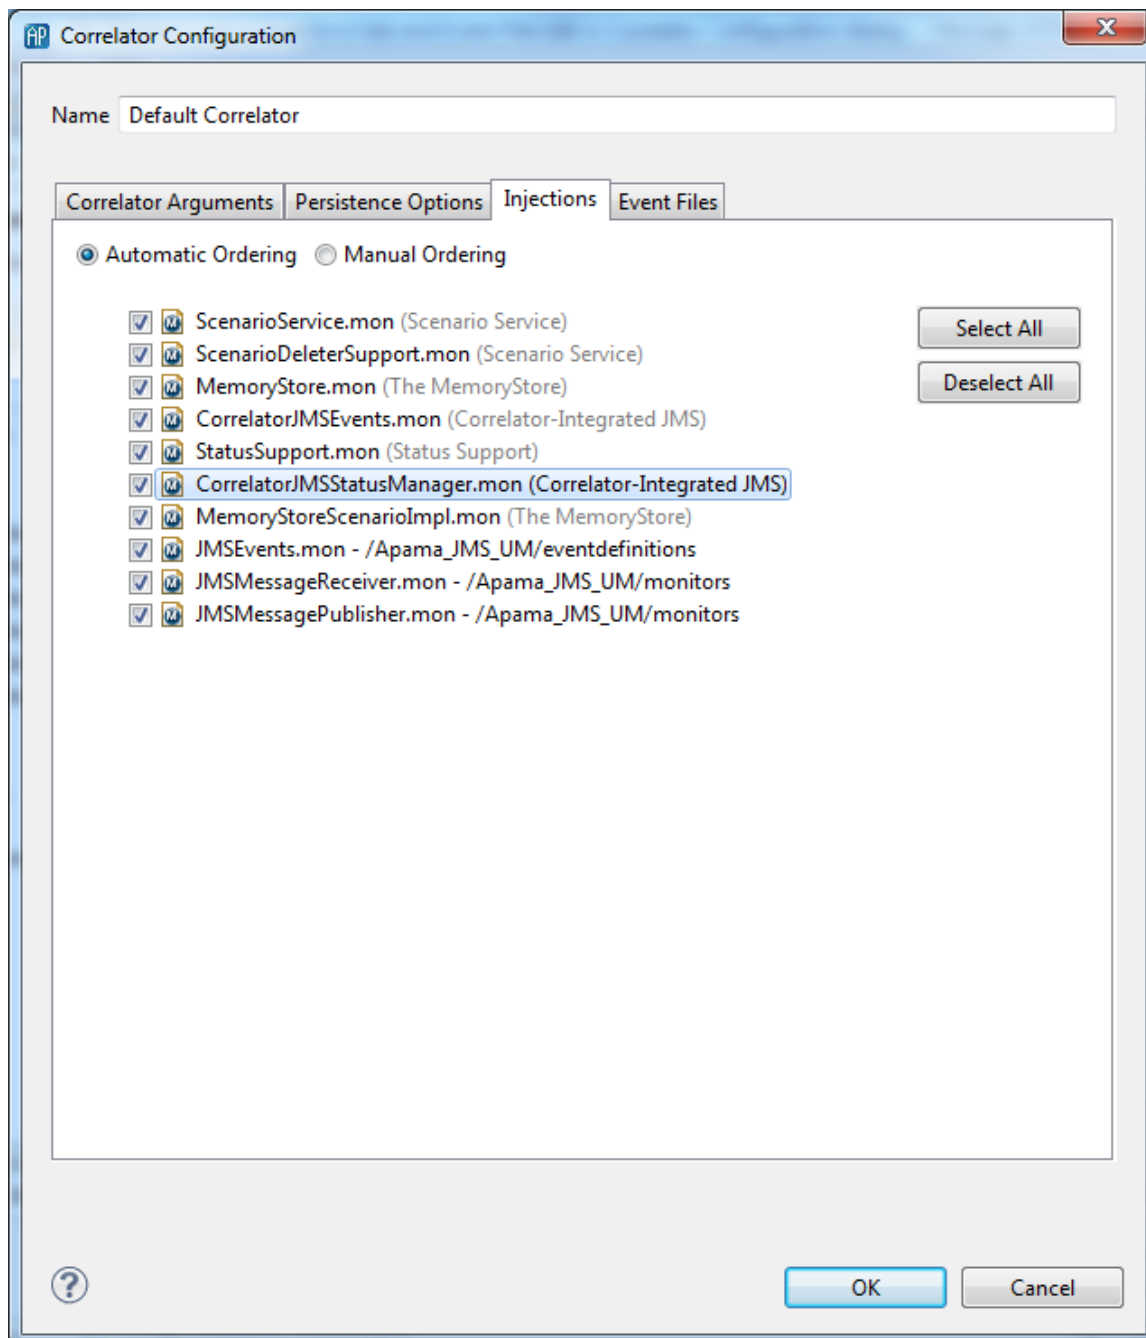 AP Correlator Configuration
Name Default Correlator
Correlator Arguments Persistence Options Injections Event Files
Automatic Ordering Manual Ordering
ScenarioService.mon (Scenario Service)
Select All
ScenarioDeleterSupport.mon (Scenario Service)
MemoryStore.mon (The MemoryStore)
Deselect All
CorrelatorJMSEvents.mon (Correlator-Integrated JMS)
StatusSupport.mon (Status Support)
CorrelatorJMSStatusManager.mon (Correlator-Integrated JMS)
MemoryStoreScenarioImpl.mon (The MemoryStore)
JMSEvents.mon - /Apama_JMS_UM/eventdefinitions
JMSMessageReceiver.mon - /Apama_JMS_UM/monitors
JMSMessagePublisher.mon - /Apama_JMS_UM/monitors
? OK Cancel